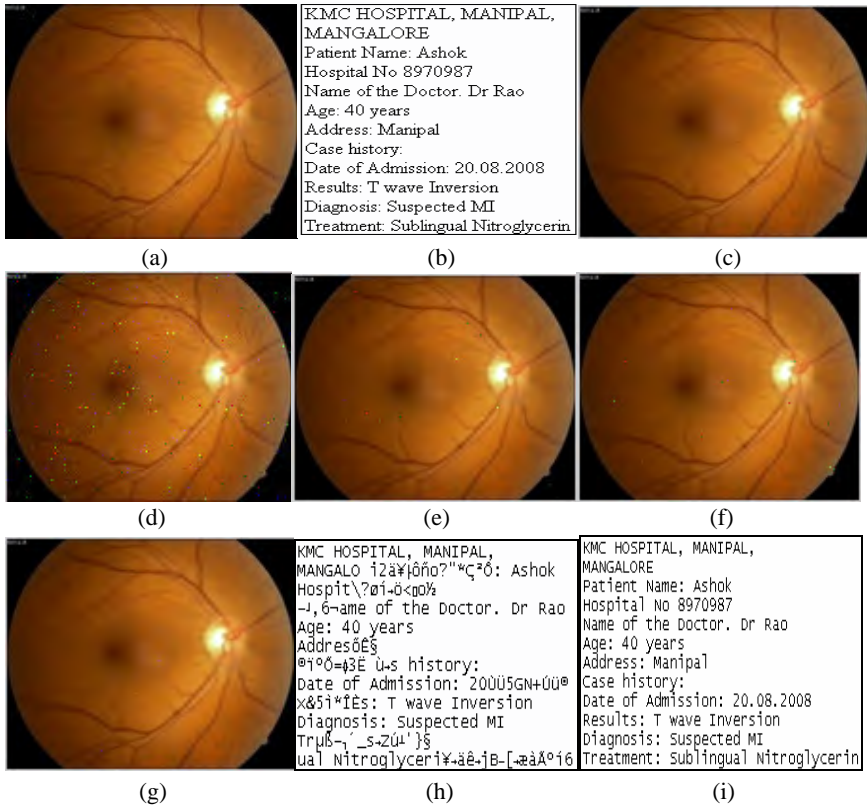 KMC HOSPITAL, MANIPAL,
MANGALORE
Patient Name: Ashok
Hospital No 8970987
Name of the Doctor. Dr Rao
Age: 40 years
Address: Manipal
Case history:
Date of Admission: 20.08.2008
Results: T wave Inversion
Diagnosis: Suspected MI
Treatment: Sublingual Nitroglycerin
(a)
(b)
(c)
(d)
(e)
(f)
KMC HOSPITAL, MANIPAL,
MANGALO : Ashok
Hospit
ame of the Doctor. Dr Rao
Age: 40 years
Addres
s history:
Date of Admission: 20
s: T wave Inversion
Diagnosis: Suspected MI
Tr
ual Nitroglyceri
KMC HOSPITAL, MANIPAL,
MANGALORE
Patient Name: Ashok
Hospital No 8970987
Name of the Doctor. Dr Rao
Age: 40 years
Address: Manipal
Case history:
Date of Admission: 20.08.2008
Results: T wave Inversion
Diagnosis: Suspected MI
Treatment: Sublingual Nitroglycerin
(g)
(h)
(i)